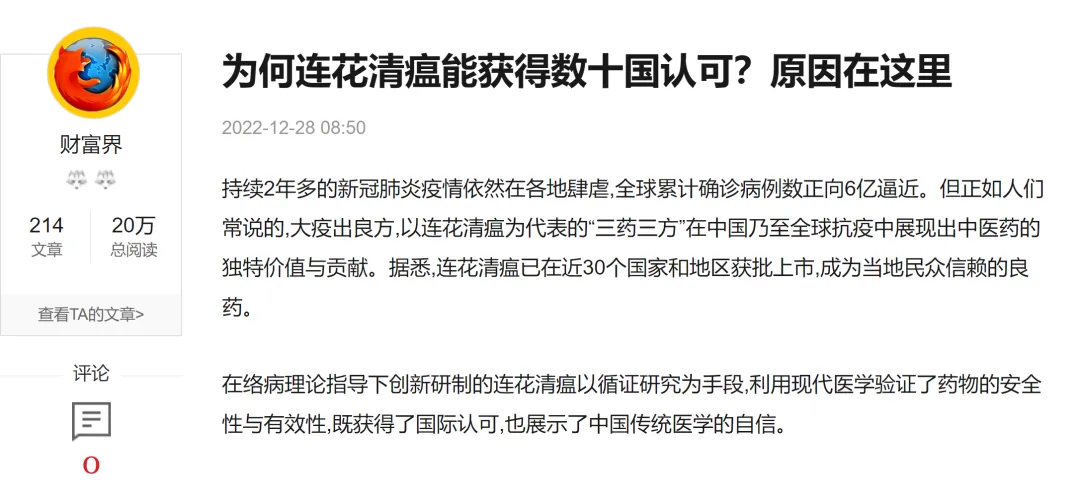 为何连花清瘟能获得数十国认可？原因在这里
2022-12-28 08:50
财富界
214
文章
20万
总阅读
查看TA的文章>
评论
0
持续2年多的新冠肺炎疫情依然在各地肆虐,全球累计确诊病例数正向6亿逼近。但正如人们
常说的,大疫出良方,以连花清瘟为代表的“三药三方”在中国乃至全球抗疫中展现出中医药的
独特价值与贡献。据悉,连花清瘟已在近30个国家和地区获批上市,成为当地民众信赖的良
药。
在络病理论指导下创新研制的连花清瘟以循证研究为手段,利用现代医学验证了药物的安全
性与有效性,既获得了国际认可,也展示了中国传统医学的自信。